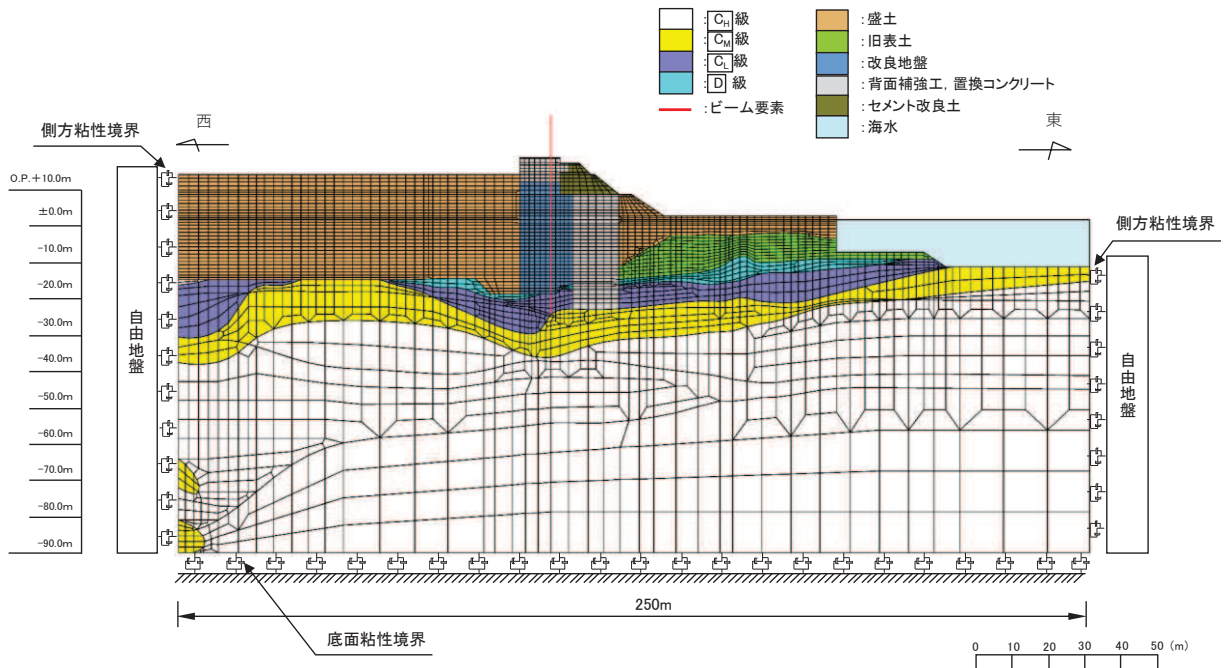 :C_H級
:C_M級
:C_L級
:D 級
:ビーム要素
:盛土
:旧表土
:改良地盤
:背面補強工, 置換コンクリート
:セメント改良土
:海水
西
東
側方粘性境界
側方粘性境界
O.P.+10.0m
±0.0m
-10.0m
-20.0m
-30.0m
-40.0m
-50.0m
-60.0m
-70.0m
-80.0m
-90.0m
自由地盤
自由地盤
250m
底面粘性境界
0 10 20 30 40 50 (m)